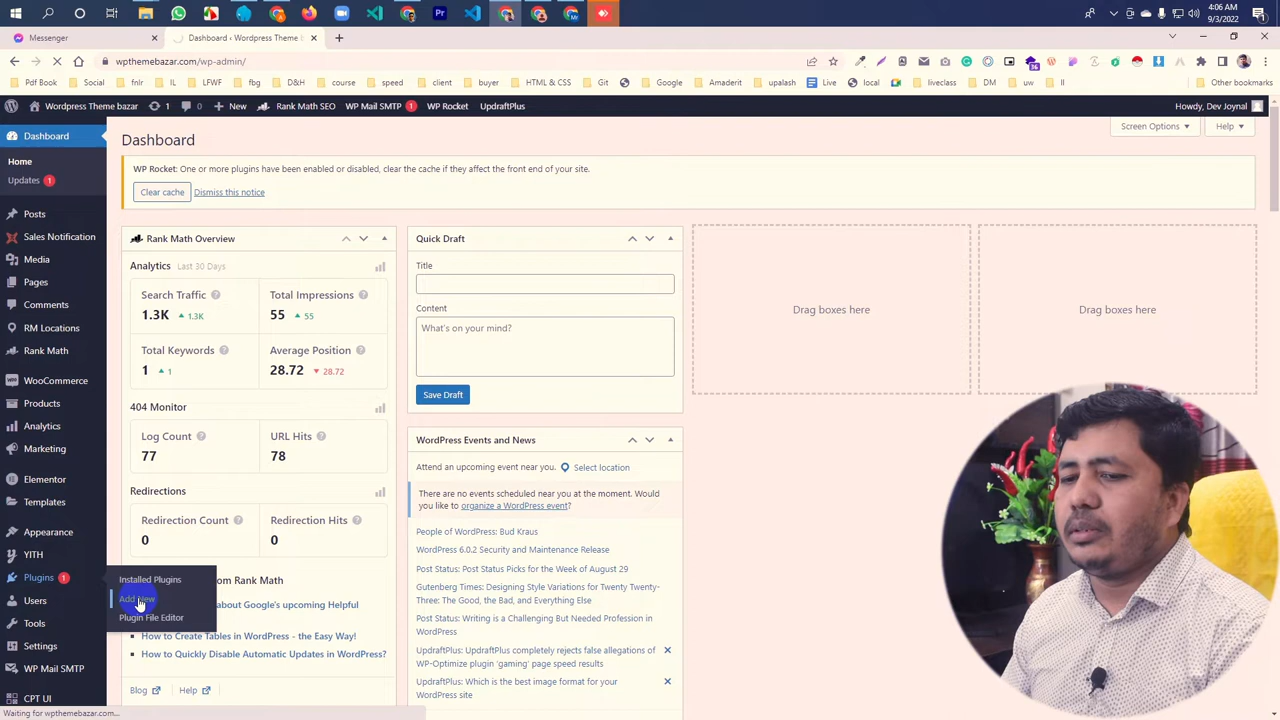 4:06 AM
9/3/2022
Messenger
Dashboard ‹ Wordpress Theme b
wpthemebazar.com/wp-admin/
Pdf Book
Social
fnlr
IL
LFWF
fbg
D&H
course
speed
client
buyer
HTML & CSS
Git
Google
Amaderit
upalash
Live
local
liveclass
DM
uw
II
Other bookmarks
Wordpress Theme bazar
1
0
New
Rank Math SEO
WP Mail SMTP 1
WP Rocket
UpdraftPlus
Howdy, Dev Joynal
Dashboard
Home
Updates 1
Posts
Sales Notification
Media
Pages
Comments
RM Locations
Rank Math
WooCommerce
Products
Analytics
Marketing
Elementor
Templates
Appearance
YITH
Plugins 1
Users
Tools
Settings
WP Mail SMTP
CPT UI
Installed Plugins
Add New
Plugin File Editor
Dashboard
Screen Options
Help
WP Rocket: One or more plugins have been enabled or disabled, clear the cache if they affect the front end of your site.
Clear cache
Dismiss this notice
Rank Math Overview
Analytics Last 30 Days
Search Traffic
1.3K 1.3K
Total Impressions
55 55
Total Keywords
1 1
Average Position
28.72 28.72
404 Monitor
Log Count
77
URL Hits
78
Redirections
Redirection Count
0
Redirection Hits
0
om Rank Math
about Google's upcoming Helpful
How to Create Tables in WordPress - the Easy Way!
How to Quickly Disable Automatic Updates in WordPress?
Blog
Help
Quick Draft
Title
Content
What's on your mind?
Save Draft
WordPress Events and News
Attend an upcoming event near you. Select location
There are no events scheduled near you at the moment. Would
you like to organize a WordPress event?
People of WordPress: Bud Kraus
WordPress 6.0.2 Security and Maintenance Release
Post Status: Post Status Picks for the Week of August 29
Gutenberg Times: Designing Style Variations for Twenty Twenty-
Three: The Good, the Bad, and Everything Else
Post Status: Writing is a Challenging But Needed Profession in
WordPress
UpdraftPlus: UpdraftPlus completely rejects false allegations of
WP-Optimize plugin 'gaming' page speed results
UpdraftPlus: Which is the best image format for your
WordPress site
Drag boxes here
Drag boxes here
Waiting for wpthemebazar.com...